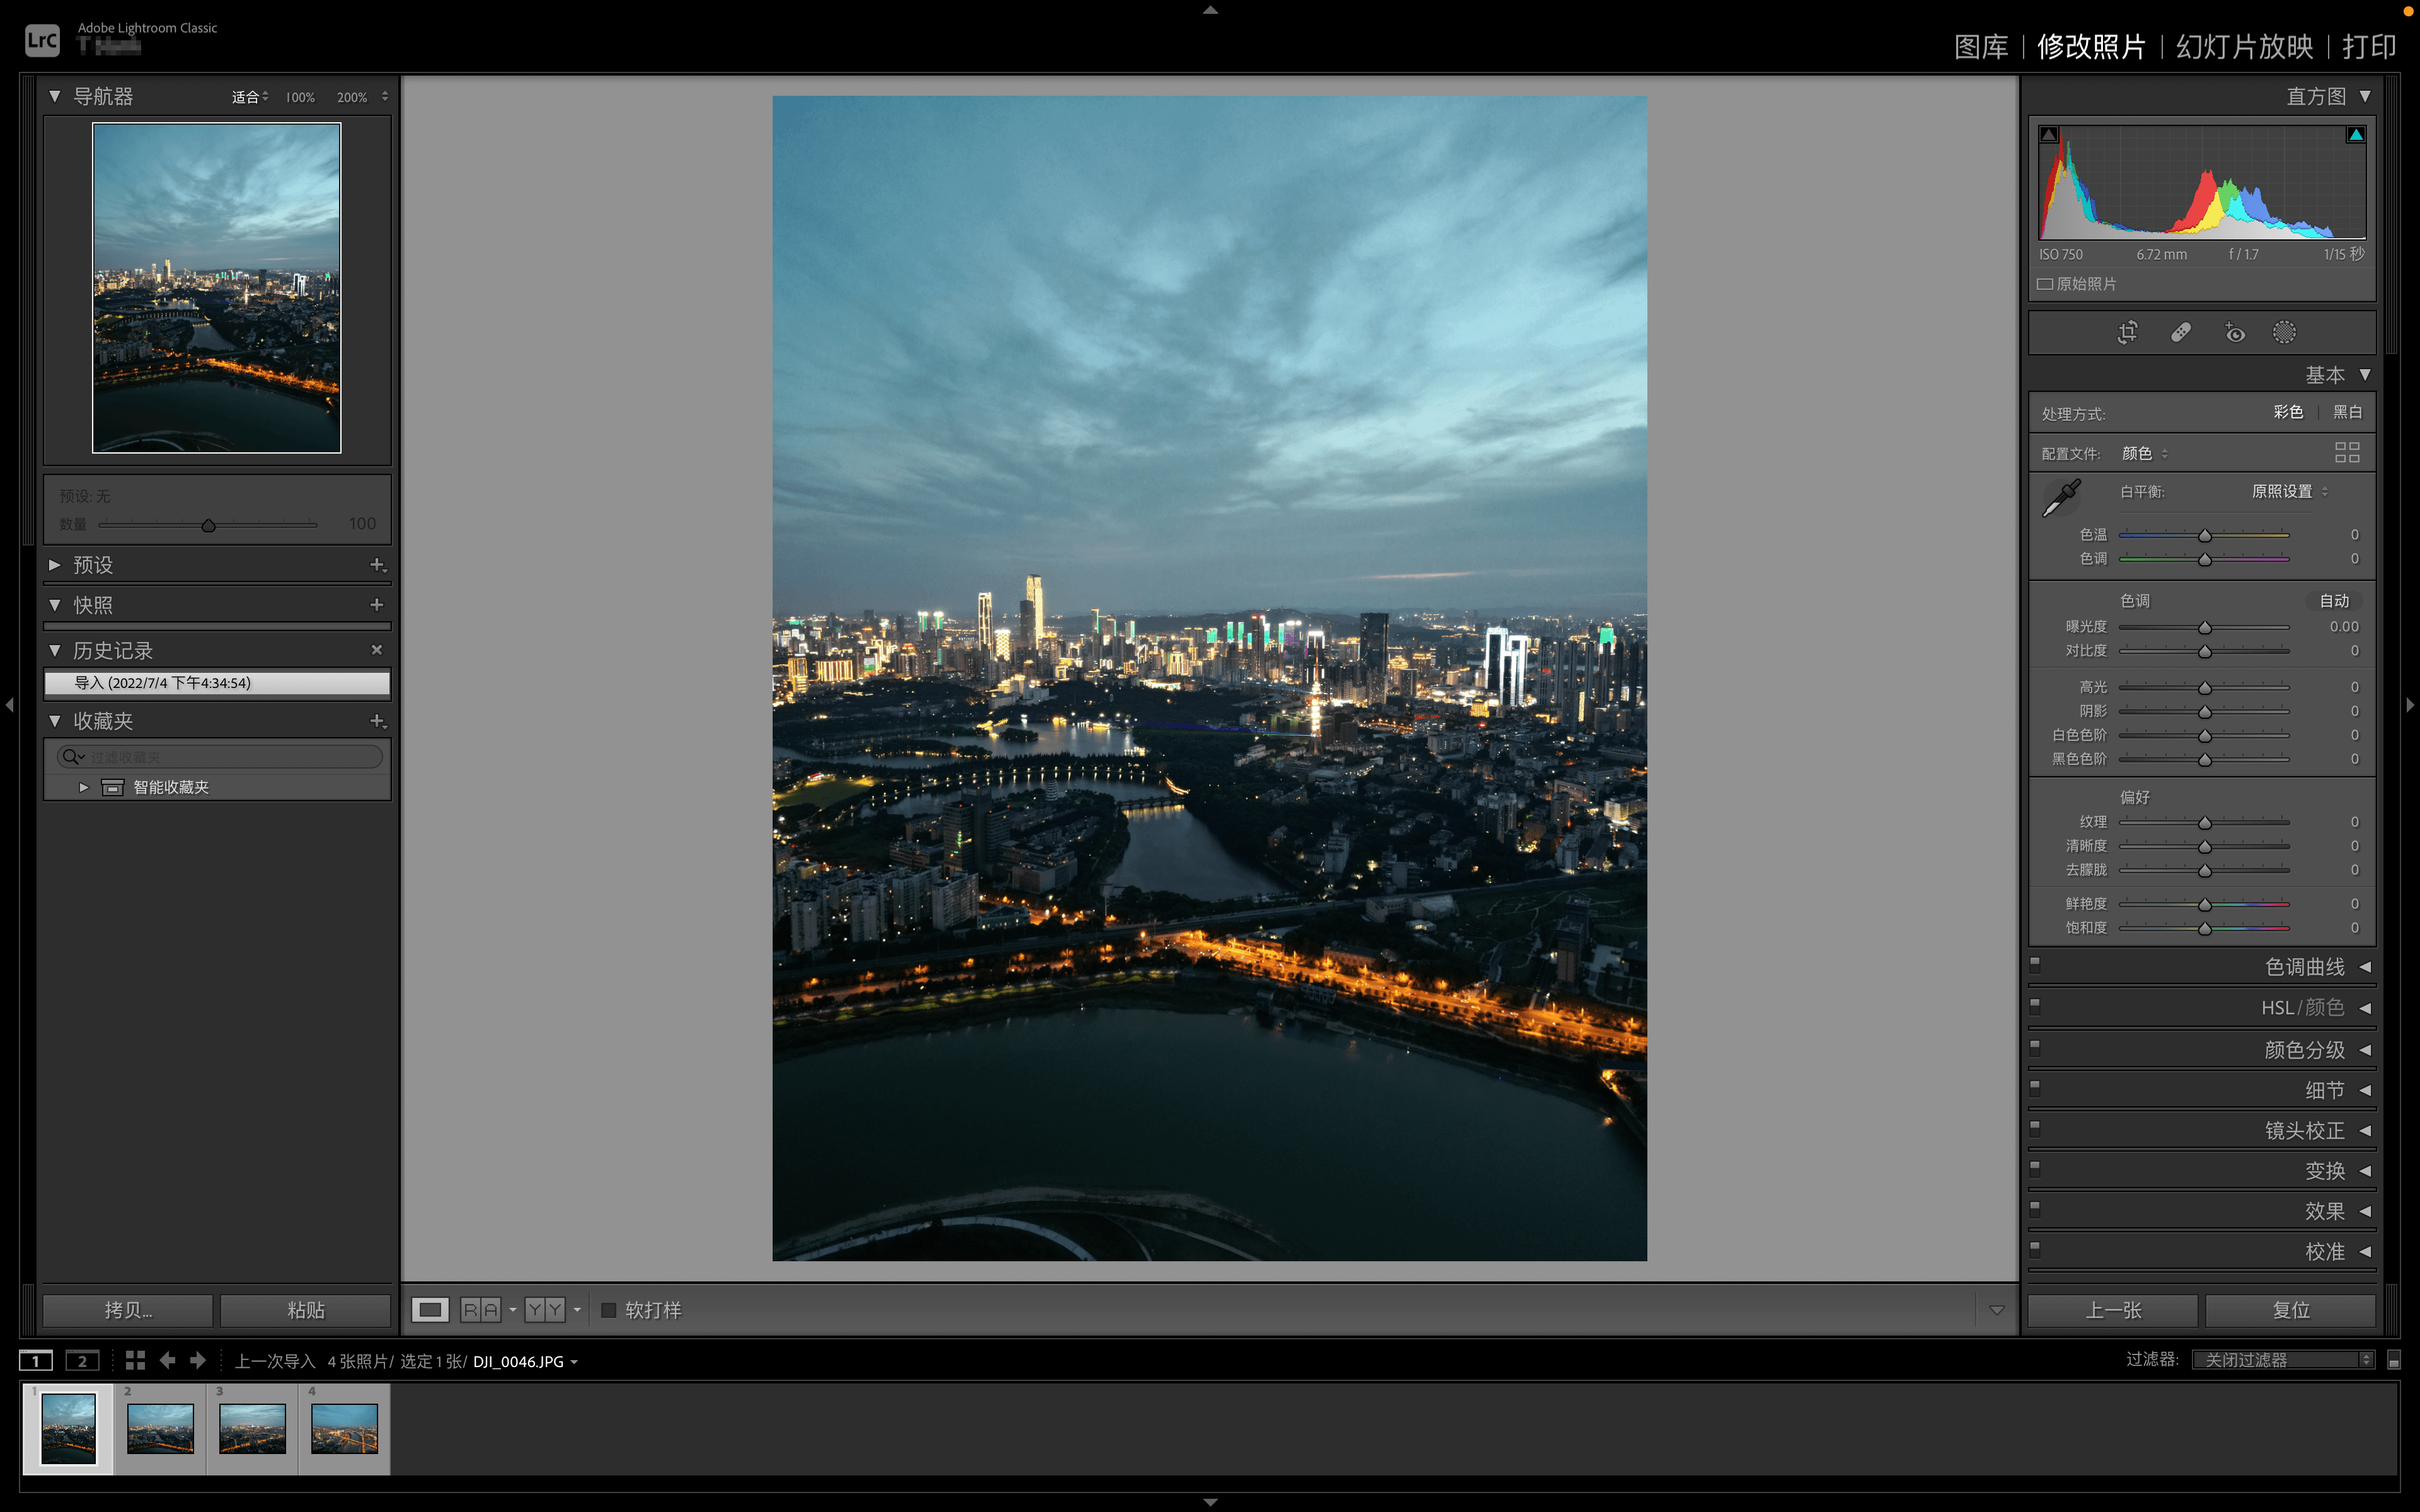 LrC
Adobe Lightroom Classic
图库 | 修改照片 | 幻灯片放映 | 打印
导航器 适合 100% 200%
预设: 无
数量 100
预设
快照
历史记录
导入 (2022/7/4 下午4:34:54)
收藏夹
过滤收藏夹
智能收藏夹
拷贝... 粘贴
RA YY 软打样
直方图
ISO 750 6.72 mm f / 1.7 1/15 秒
原始照片
基本
处理方式: 彩色 | 黑白
配置文件: 颜色
白平衡: 原照设置
色温 0
色调 0
色调 自动
曝光度 0.00
对比度 0
高光 0
阴影 0
白色色阶 0
黑色色阶 0
偏好
纹理 0
清晰度 0
去朦胧 0
鲜艳度 0
饱和度 0
色调曲线
HSL / 颜色
颜色分级
细节
镜头校正
变换
效果
校准
上一张 复位
1 2 上一次导入 4 张照片/ 选定 1 张/ DJI_0046.JPG
过滤器: 关闭过滤器
1 2 3 4